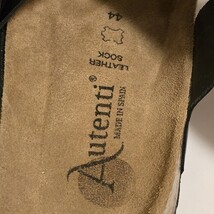 44
LEATHER
SOCK
Autenti®
MADE IN SPAIN